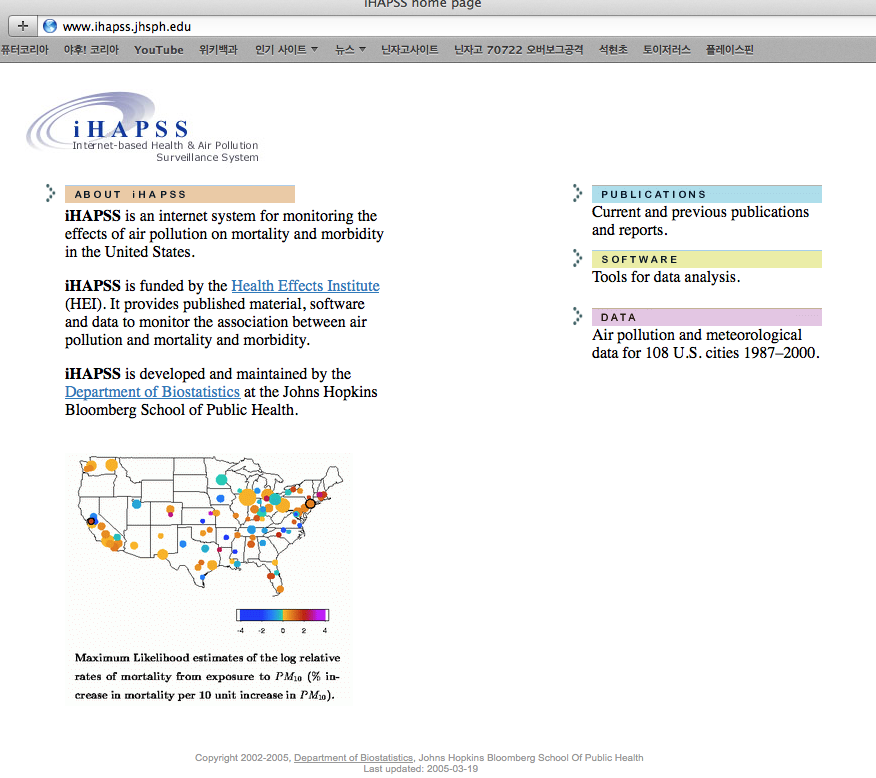 iHAPSS home page
www.ihapss.jhsph.edu
퓨터코리아 야후! 코리아 YouTube 위키백과 인기 사이트 ▼ 뉴스 ▼ 닌자고사이트 닌자고 70722 오버보그공격 석현초 토이저러스 플레이스핀
iHAPSS
Internet-based Health & Air Pollution
Surveillance System
ABOUT iHAPSS
iHAPSS is an internet system for monitoring the
effects of air pollution on mortality and morbidity
in the United States.
iHAPSS is funded by the Health Effects Institute
(HEI). It provides published material, software
and data to monitor the association between air
pollution and mortality and morbidity.
iHAPSS is developed and maintained by the
Department of Biostatistics at the Johns Hopkins
Bloomberg School of Public Health.
PUBLICATIONS
Current and previous publications
and reports.
SOFTWARE
Tools for data analysis.
DATA
Air pollution and meteorological
data for 108 U.S. cities 1987–2000.
-4 -2 0 2 4
Maximum Likelihood estimates of the log relative
rates of mortality from exposure to PM10 (% in-
crease in mortality per 10 unit increase in PM10).
Copyright 2002-2005, Department of Biostatistics, Johns Hopkins Bloomberg School Of Public Health
Last updated: 2005-03-19